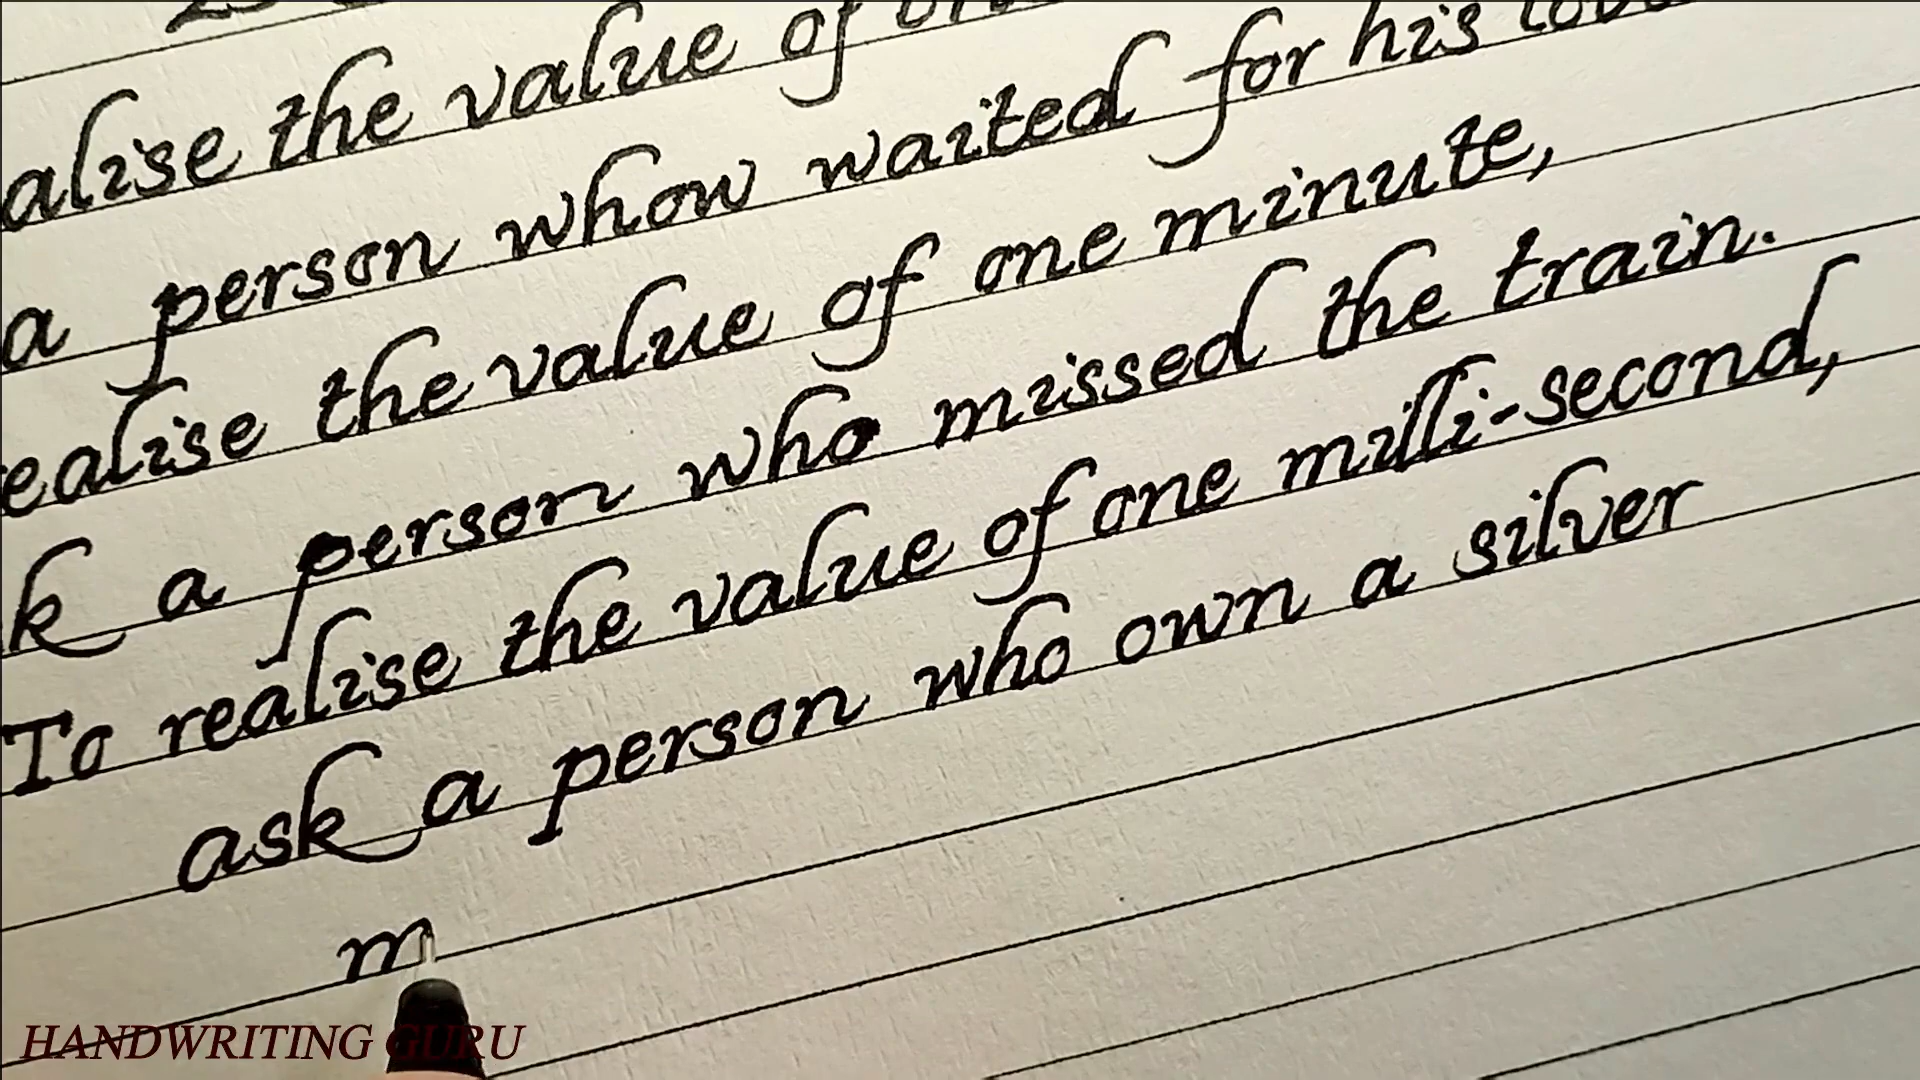 alise the value of
a person whow waited for his
ealise the value of one minute,
k a person who missed the train.
To realise the value of one milli-second,
ask a person who own a silver
m
HANDWRITING GURU